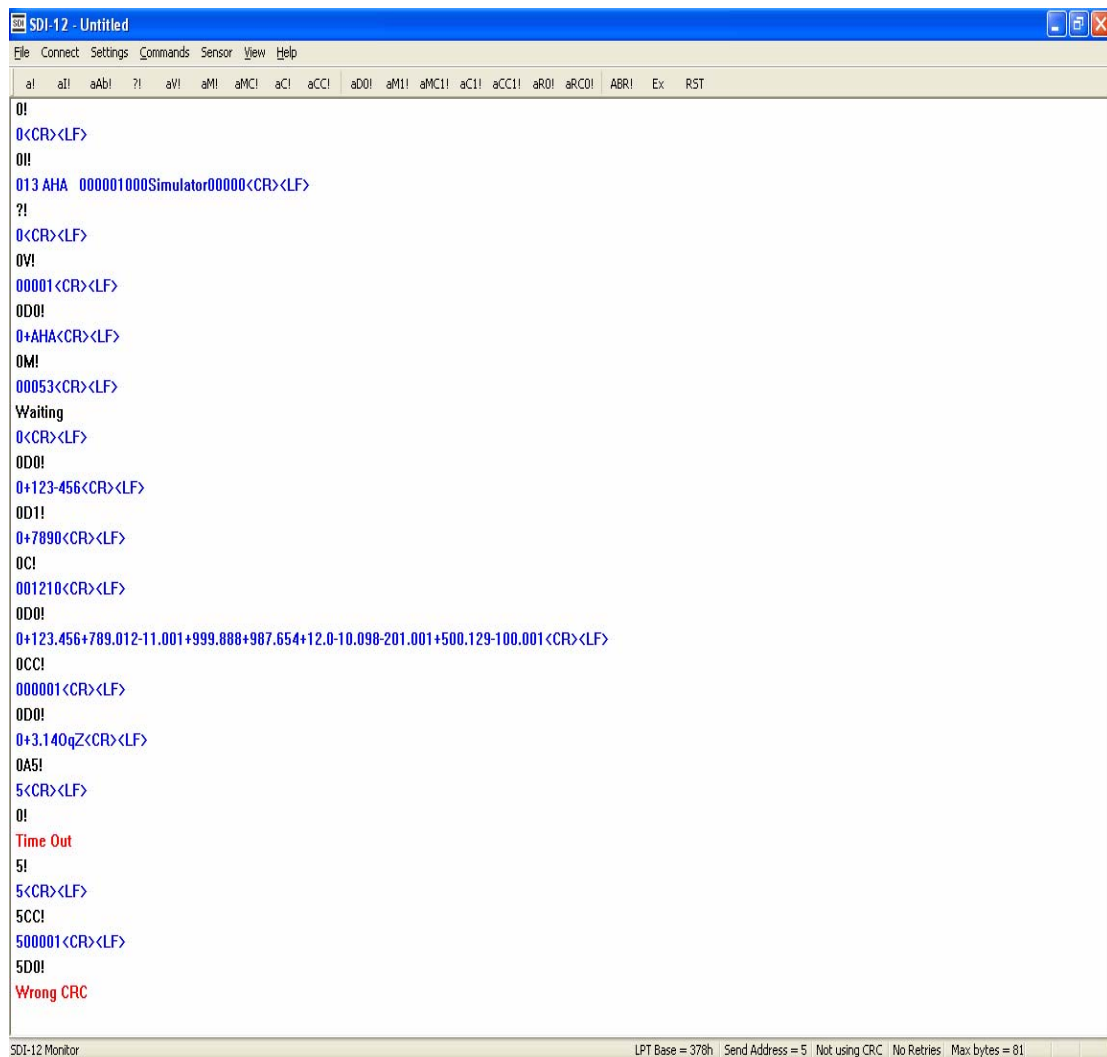 SDI SDI-12 - Untitled
File Connect Settings Commands Sensor View Help
a! aI! aAb! ?! aV! aM! aMC! aC! aCC! aD0! aM1! aMC1! aC1! aCC1! aR0! aRC0! ABR! Ex RST
0!
0<CR><LF>
0I!
013 AHA   000001000Simulator00000<CR><LF>
?!
0<CR><LF>
0V!
00001<CR><LF>
0D0!
0+AHA<CR><LF>
0M!
00053<CR><LF>
Waiting
0<CR><LF>
0D0!
0+123-456<CR><LF>
0D1!
0+7890<CR><LF>
0C!
001210<CR><LF>
0D0!
0+123.456+789.012-11.001+999.888+987.654+12.0-10.098-201.001+500.129-100.001<CR><LF>
0CC!
000001<CR><LF>
0D0!
0+3.14OqZ<CR><LF>
0A5!
5<CR><LF>
0!
Time Out
5!
5<CR><LF>
5CC!
500001<CR><LF>
5D0!
Wrong CRC
SDI-12 Monitor LPT Base = 378h Send Address = 5 Not using CRC No Retries Max bytes = 81